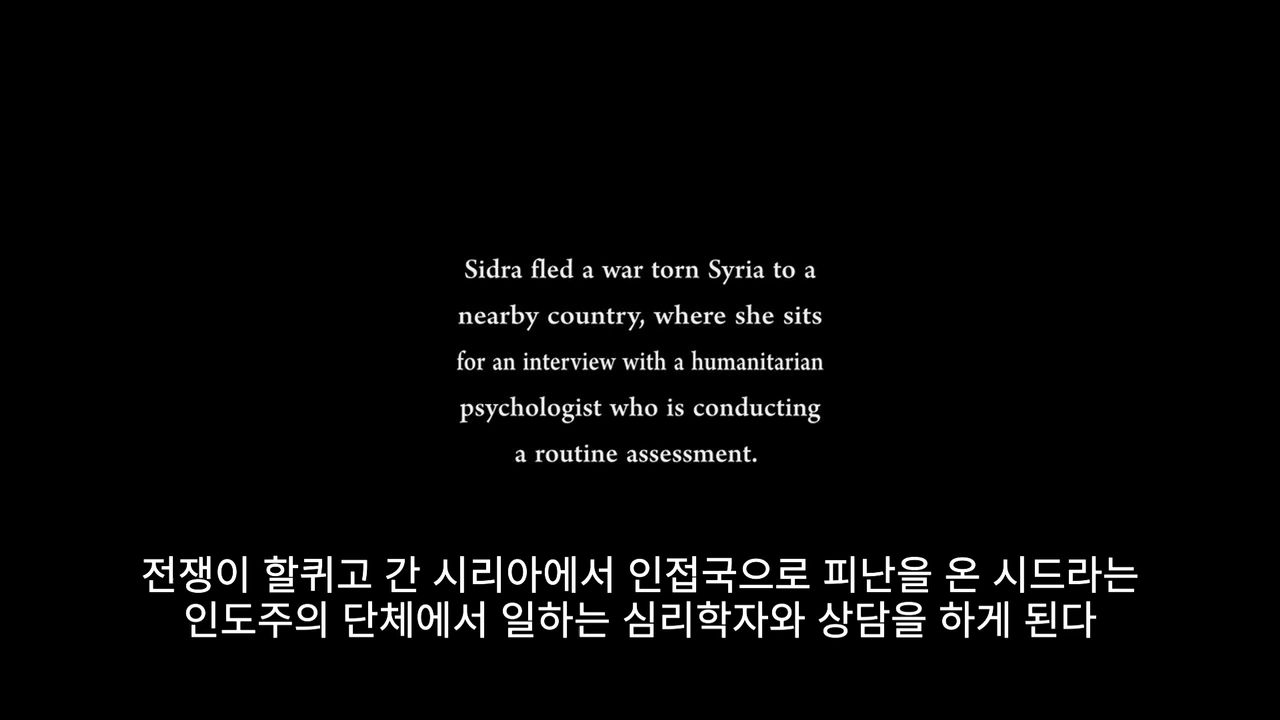 Sidra fled a war torn Syria to a
nearby country, where she sits
for an interview with a humanitarian
psychologist who is conducting
a routine assessment.
전쟁이 할퀴고 간 시리아에서 인접국으로 피난을 온 시드라는
인도주의 단체에서 일하는 심리학자와 상담을 하게 된다